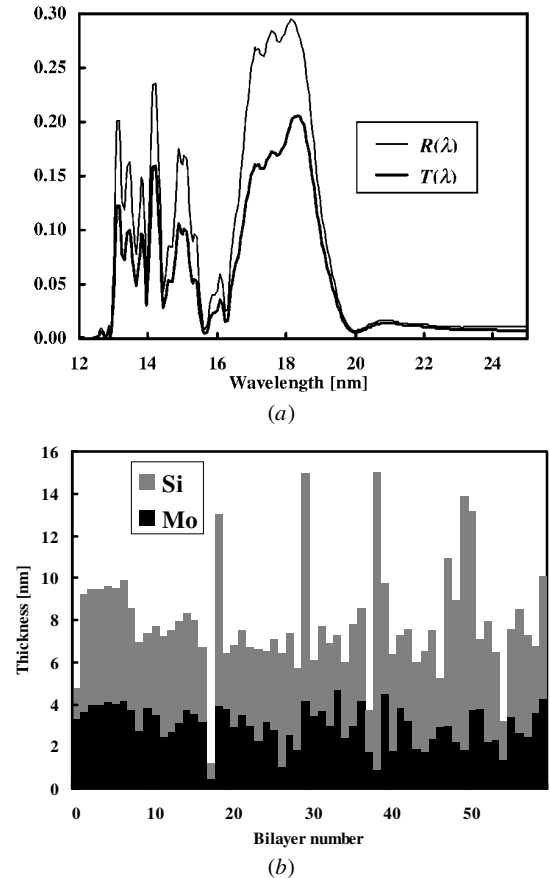 0.30
0.25
0.20
0.15
0.10
0.05
0.00
R(λ)
T(λ)
12 14 16 18 20 22 24
Wavelength [nm]
(a)
16
14
12
10
8
6
4
2
0
Thickness [nm]
Si
Mo
0 10 20 30 40 50
Bilayer number
(b)